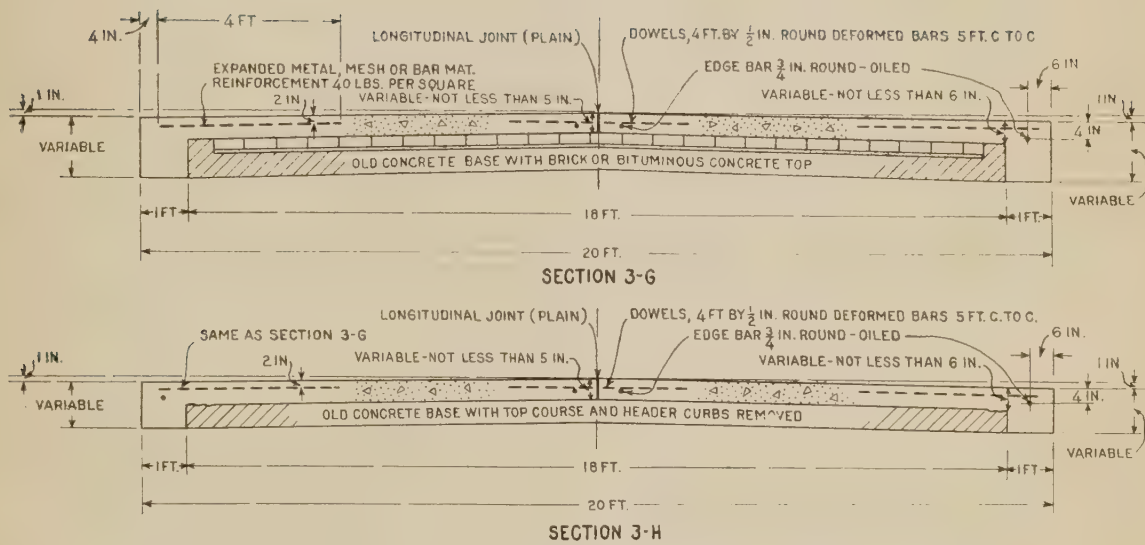 4 IN.
4 FT
LONGITUDINAL JOINT (PLAIN)
DOWELS, 4 FT. BY 1/2 IN. ROUND DEFORMED BARS 5 FT. C TO C
EXPANDED METAL, MESH OR BAR MAT.
REINFORCEMENT 40 LBS. PER SQUARE
EDGE BAR 3/4 IN. ROUND-OILED
6 IN.
1 IN.
2 IN
VARIABLE-NOT LESS THAN 5 IN.
VARIABLE-NOT LESS THAN 6 IN.
1 IN
4 IN
VARIABLE
OLD CONCRETE BASE WITH BRICK OR BITUMINOUS CONCRETE TOP
VARIABLE
1 FT
18 FT.
1 FT.
20 FT.
SECTION 3-G
LONGITUDINAL JOINT (PLAIN)
DOWELS, 4 FT BY 1/2 IN. ROUND DEFORMED BARS 5 FT. C. TO C.
SAME AS SECTION 3-G
EDGE BAR 3/4 IN. ROUND-OILED
6 IN.
1 IN.
2 IN
VARIABLE-NOT LESS THAN 5 IN.
VARIABLE-NOT LESS THAN 6 IN.
1 IN.
VARIABLE
4 IN.
OLD CONCRETE BASE WITH TOP COURSE AND HEADER CURBS REMOVED
VARIABLE
1 FT.
18 FT.
1 FT
20 FT.
SECTION 3-H